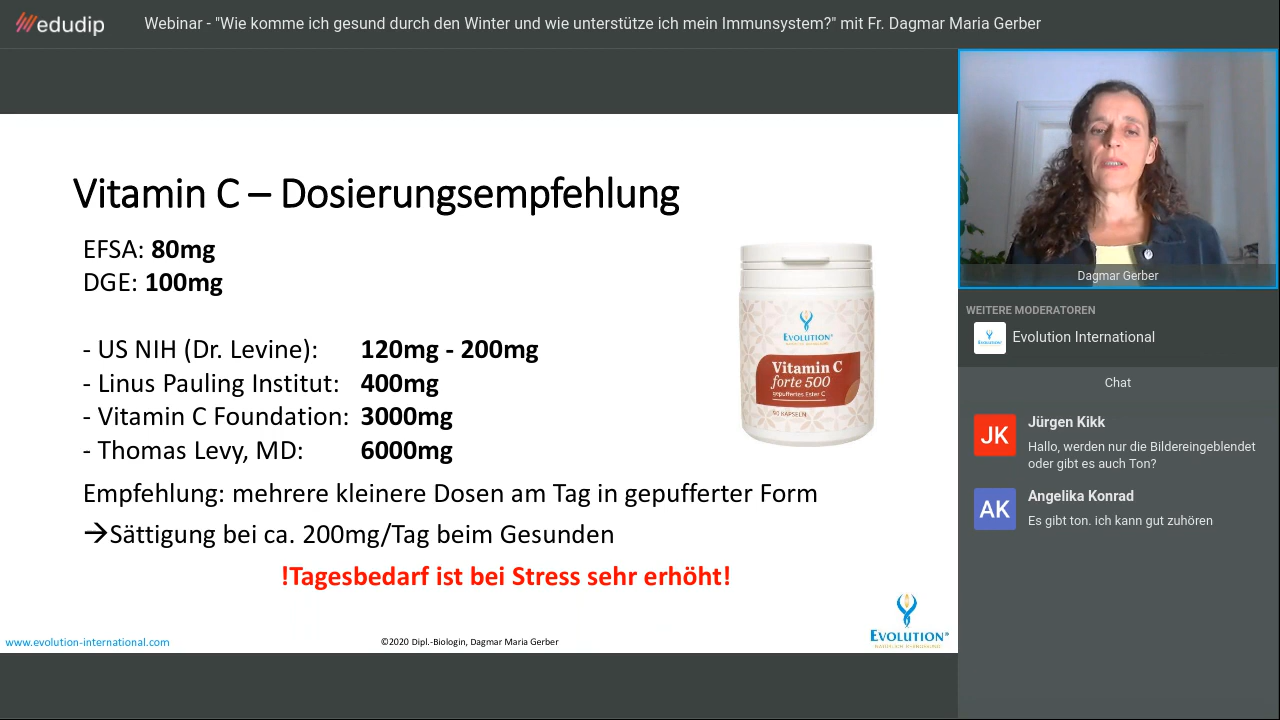 edudip
Webinar - "Wie komme ich gesund durch den Winter und wie unterstütze ich mein Immunsystem?" mit Fr. Dagmar Maria Gerber
Vitamin C – Dosierungsempfehlung
EFSA: 80mg
DGE: 100mg
- US NIH (Dr. Levine): 120mg - 200mg
- Linus Pauling Institut: 400mg
- Vitamin C Foundation: 3000mg
- Thomas Levy, MD: 6000mg
Empfehlung: mehrere kleinere Dosen am Tag in gepufferter Form
→Sättigung bei ca. 200mg/Tag beim Gesunden
!Tagesbedarf ist bei Stress sehr erhöht!
EVOLUTION®
Vitamin C
forte 500
gepuffertes Ester C
90 KAPSELN
www.evolution-international.com
©2020 Dipl.-Biologin, Dagmar Maria Gerber
EVOLUTION®
Dagmar Gerber
WEITERE MODERATOREN
Evolution International
Chat
JK
Jürgen Kikk
Hallo, werden nur die Bildereingeblendet
oder gibt es auch Ton?
AK
Angelika Konrad
Es gibt ton. ich kann gut zuhören